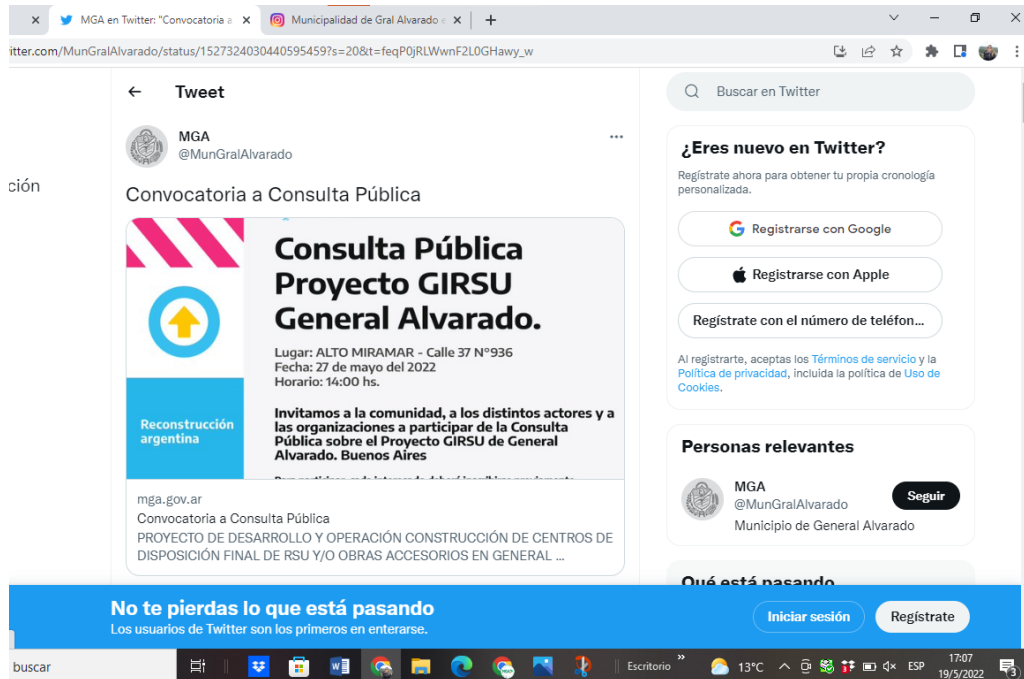 MGA en Twitter: "Convocatoria a
Municipalidad de Gral Alvarado
itter.com/MunGralAlvarado/status/1527324030440595459?s=20&t=feqP0jRLWwnF2L0GHawy_w
ción
Tweet
MGA
@MunGralAlvarado
Convocatoria a Consulta Pública
Consulta Pública
Proyecto GIRSU
General Alvarado.
Lugar: ALTO MIRAMAR - Calle 37 N°936
Fecha: 27 de mayo del 2022
Horario: 14:00 hs.
Reconstrucción
argentina
Invitamos a la comunidad, a los distintos actores y a
las organizaciones a participar de la Consulta
Pública sobre el Proyecto GIRSU de General
Alvarado. Buenos Aires
mga.gov.ar
Convocatoria a Consulta Pública
PROYECTO DE DESARROLLO Y OPERACIÓN CONSTRUCCIÓN DE CENTROS DE
DISPOSICIÓN FINAL DE RSU Y/O OBRAS ACCESORIOS EN GENERAL ...
Buscar en Twitter
¿Eres nuevo en Twitter?
Regístrate ahora para obtener tu propia cronología
personalizada.
Registrarse con Google
Registrarse con Apple
Regístrate con el número de teléfon...
Al registrarte, aceptas los Términos de servicio y la
Política de privacidad, incluida la política de Uso de
Cookies.
Personas relevantes
MGA
@MunGralAlvarado
Seguir
Municipio de General Alvarado
Qué está pasando
No te pierdas lo que está pasando
Los usuarios de Twitter son los primeros en enterarse.
Iniciar sesión
Regístrate
buscar
Escritorio
13°C
ESP
17:07
19/5/2022
3